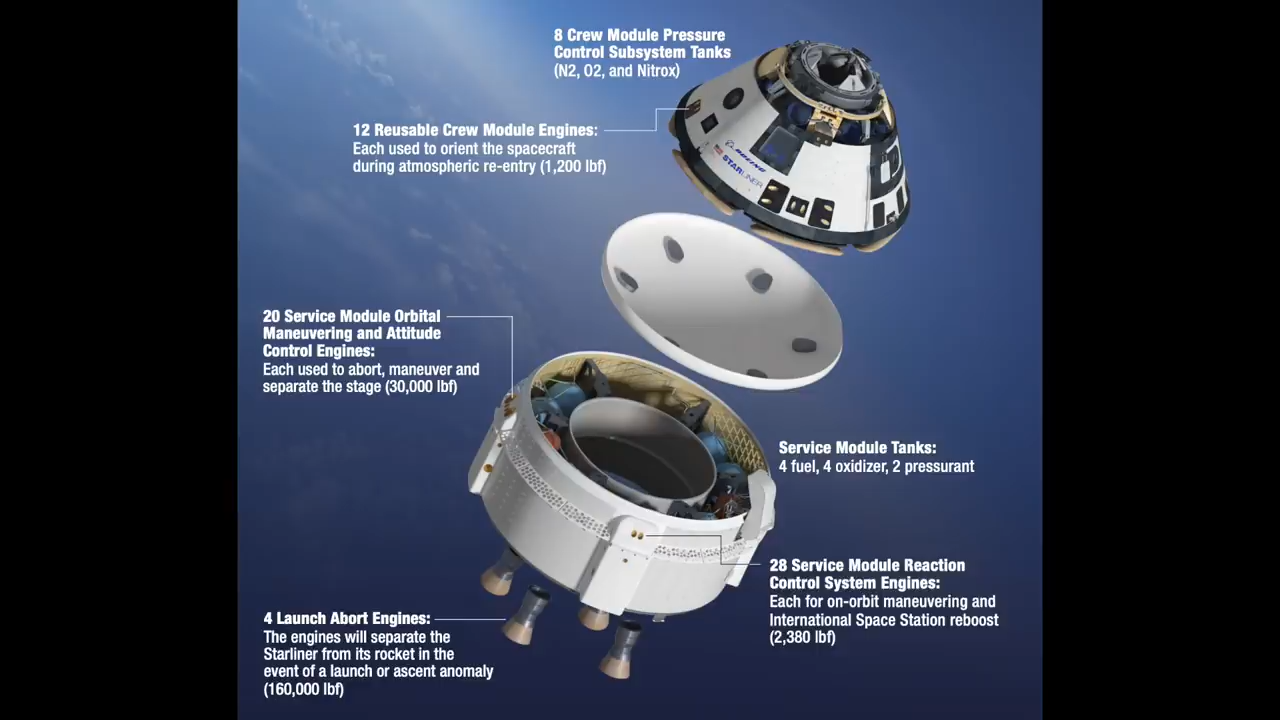 8 Crew Module Pressure
Control Subsystem Tanks
(N2, O2, and Nitrox)
12 Reusable Crew Module Engines:
Each used to orient the spacecraft
during atmospheric re-entry (1,200 lbf)
BOEING
STARLINER
20 Service Module Orbital
Maneuvering and Attitude
Control Engines:
Each used to abort, maneuver and
separate the stage (30,000 lbf)
Service Module Tanks:
4 fuel, 4 oxidizer, 2 pressurant
28 Service Module Reaction
Control System Engines:
Each for on-orbit maneuvering and
International Space Station reboost
(2,380 lbf)
4 Launch Abort Engines:
The engines will separate the
Starliner from its rocket in the
event of a launch or ascent anomaly
(160,000 lbf)